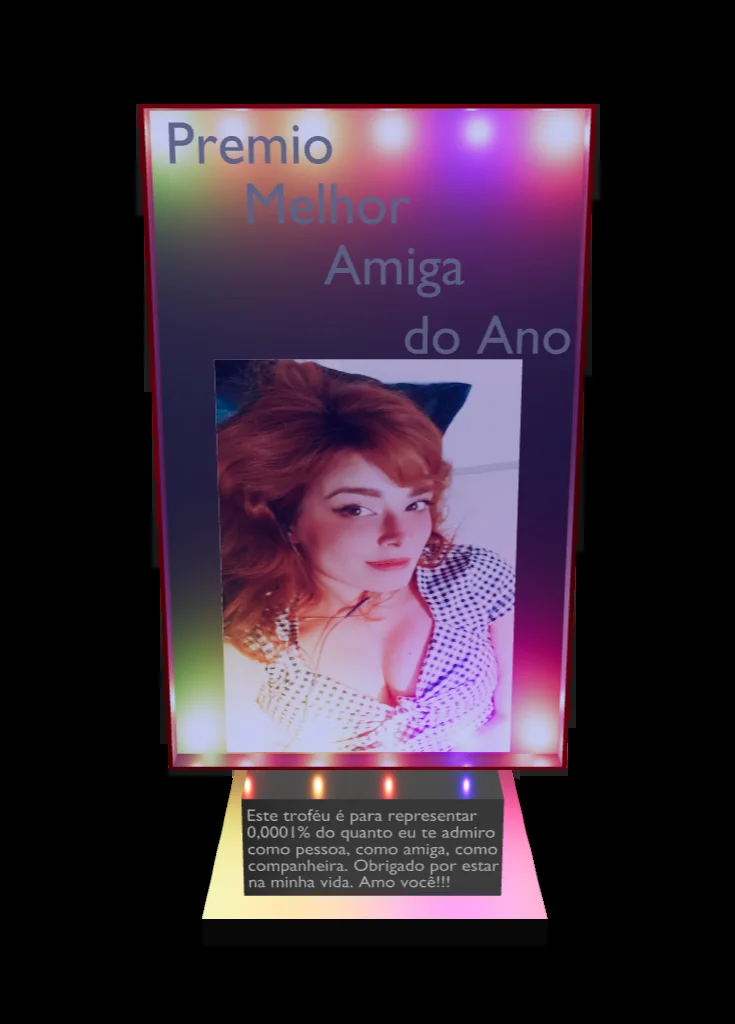 Premio
Melhor
Amiga
do Ano
Este troféu é para representar
0,0001% do quanto eu te admiro
como pessoa, como amiga, como
companheira. Obrigado por estar
na minha vida. Amo você!!!